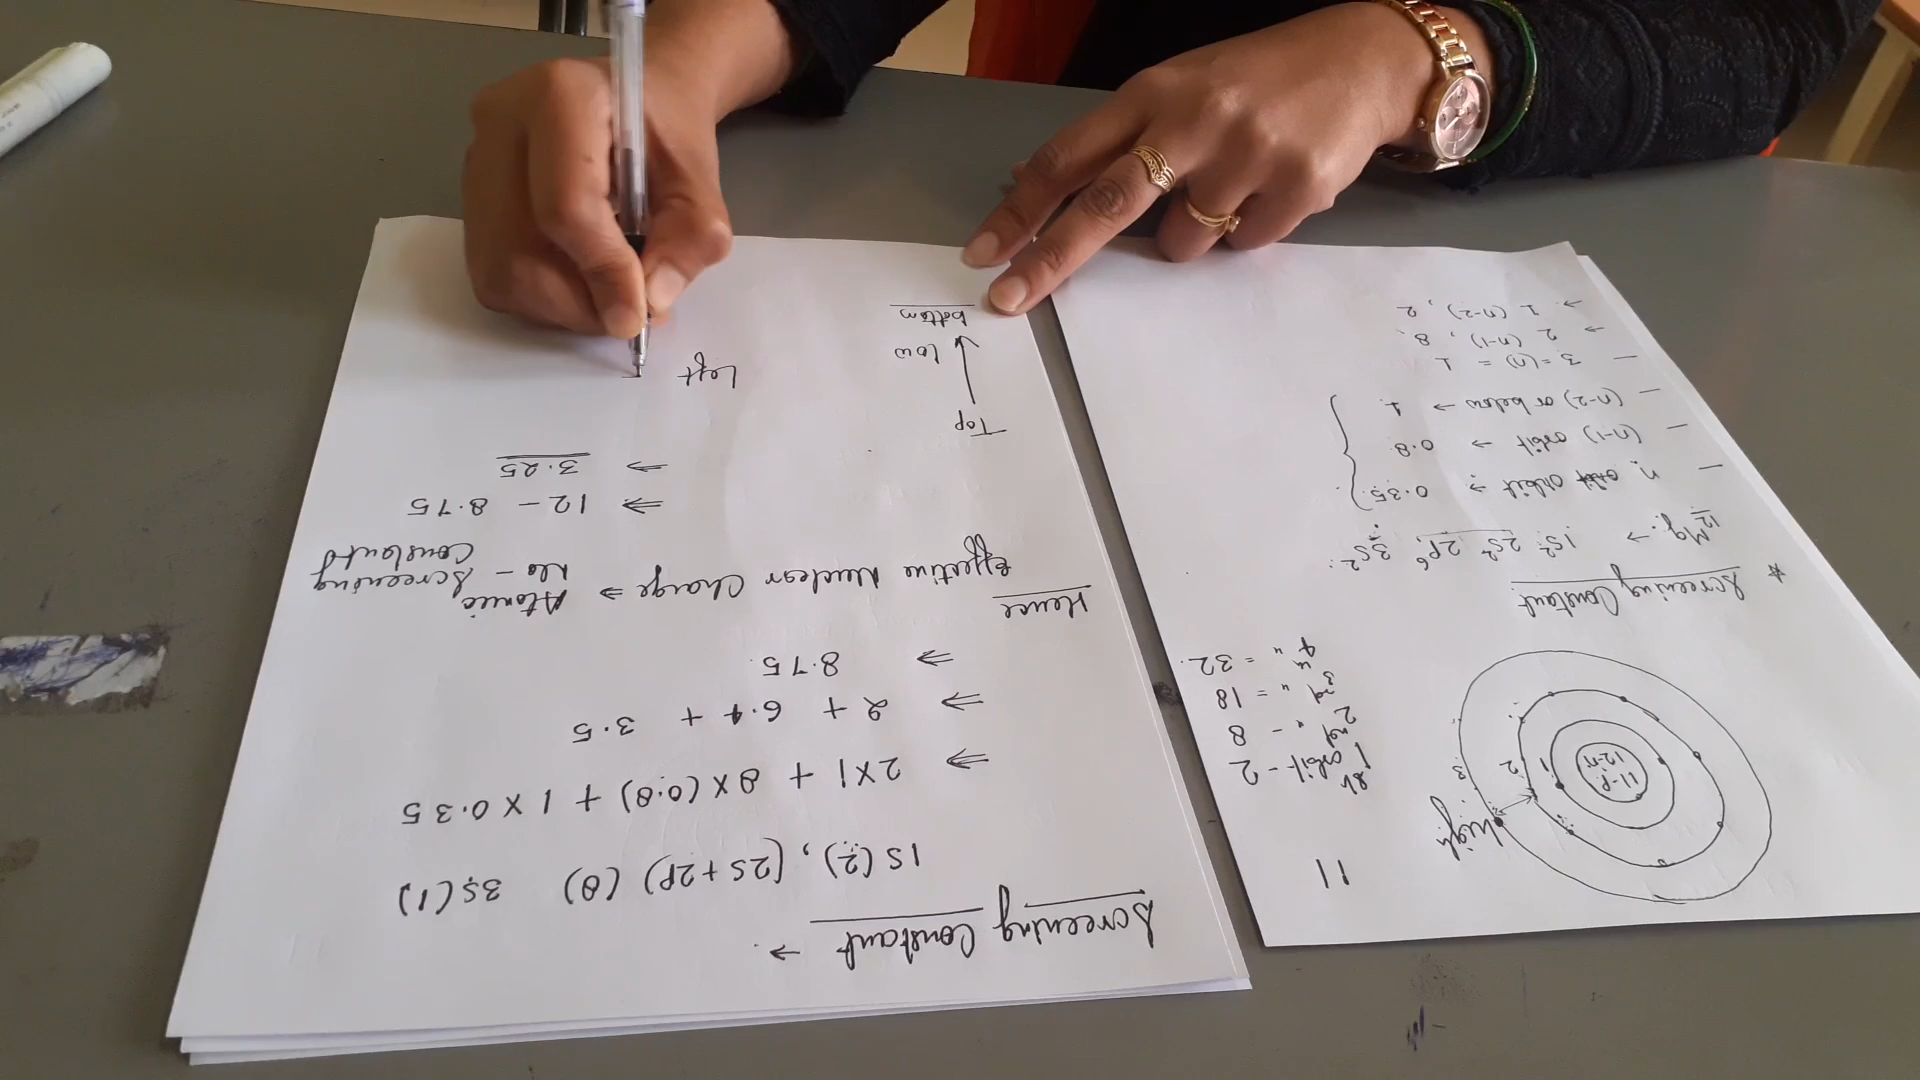 Screening Constant →
1S (2), (2S+2P) (8) 3S (1)
⇒ 2×1 + 8×(0.8) + 1×0.35
⇒ 2 + 6.4 + 3.5
⇒ 8.75
Hence
Effective Nuclear Charge ⇒ Atomic No - Screening Constant
⇒ 12 - 8.75
⇒ 3.25
Top
low
bottom
Left
11
high
11-P
12-n
1
2
3
orbit - 2
2nd " - 8
3rd " = 18
4 " = 32.
* Screening Constant
12Mg. → 1S² 2S² 2P⁶ 3S².
- n. orbit → 0.35
- (n-1) orbit → 0.8
- (n-2) or below → 1
- 3 = (n) = 1
→ 2 (n-1), 8
→ 1 (n-2), 2